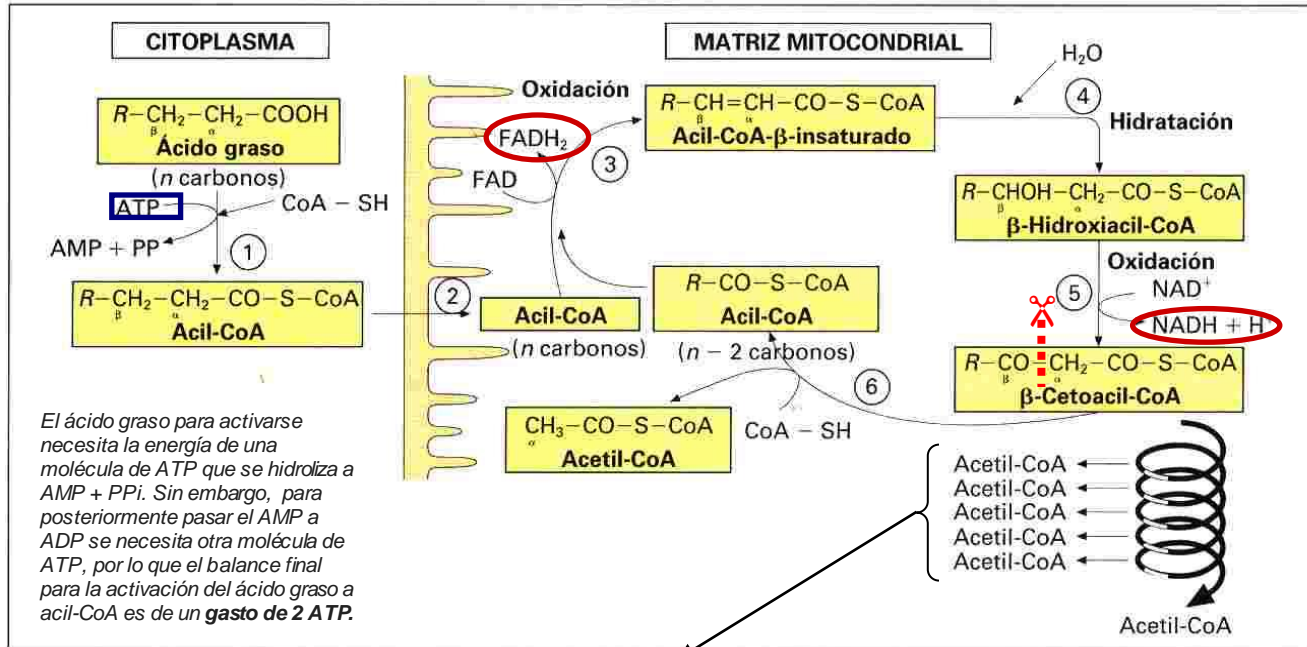 CITOPLASMA
R–CH₂–CH₂–COOH
β α
Ácido graso
(n carbonos)
ATP
CoA – SH
AMP + PP
1
R–CH₂–CH₂–CO–S–CoA
β α
Acil-CoA
El ácido graso para activarse
necesita la energía de una
molécula de ATP que se hidroliza a
AMP + PPi. Sin embargo, para
posteriormente pasar el AMP a
ADP se necesita otra molécula de
ATP, por lo que el balance final
para la activación del ácido graso a
acil-CoA es de un gasto de 2 ATP.
2
MATRIZ MITOCONDRIAL
Oxidación
FADH₂
FAD
3
R–CH=CH–CO–S–CoA
β α
Acil-CoA-β-insaturado
H₂O
4
Hidratación
R–CHOH–CH₂–CO–S–CoA
β α
β-Hidroxiacil-CoA
Oxidación
5
NAD⁺
NADH + H⁺
R–CO–CH₂–CO–S–CoA
β α
β-Cetoacil-CoA
Acil-CoA
(n carbonos)
R–CO–S–CoA
Acil-CoA
(n – 2 carbonos)
6
CoA – SH
CH₃–CO–S–CoA
α
Acetil-CoA
Acetil-CoA
Acetil-CoA
Acetil-CoA
Acetil-CoA
Acetil-CoA
Acetil-CoA